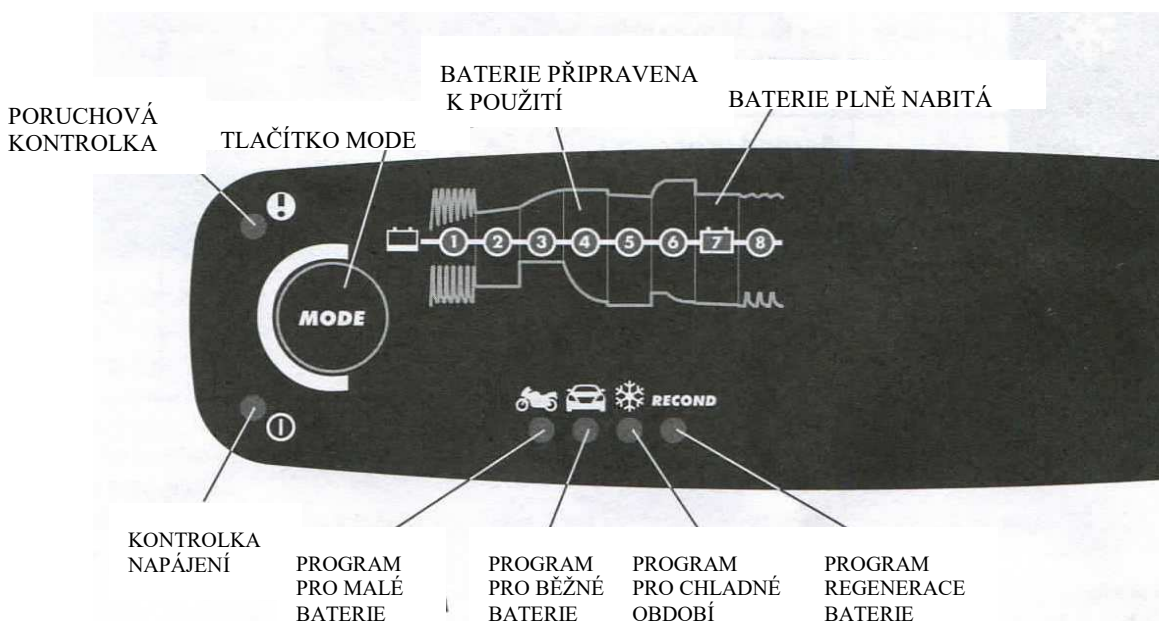 BATERIE PŘIPRAVENA
K POUŽITÍ
BATERIE PLNĚ NABITÁ
PORUCHOVÁ
KONTROLKA
TLAČÍTKO MODE
1 2 3 4 5 6 7 8
MODE
RECOND
KONTROLKA
NAPÁJENÍ
PROGRAM
PRO MALÉ
BATERIE
PROGRAM
PRO BĚŽNÉ
BATERIE
PROGRAM
PRO CHLADNÉ
OBDOBÍ
PROGRAM
REGENERACE
BATERIE